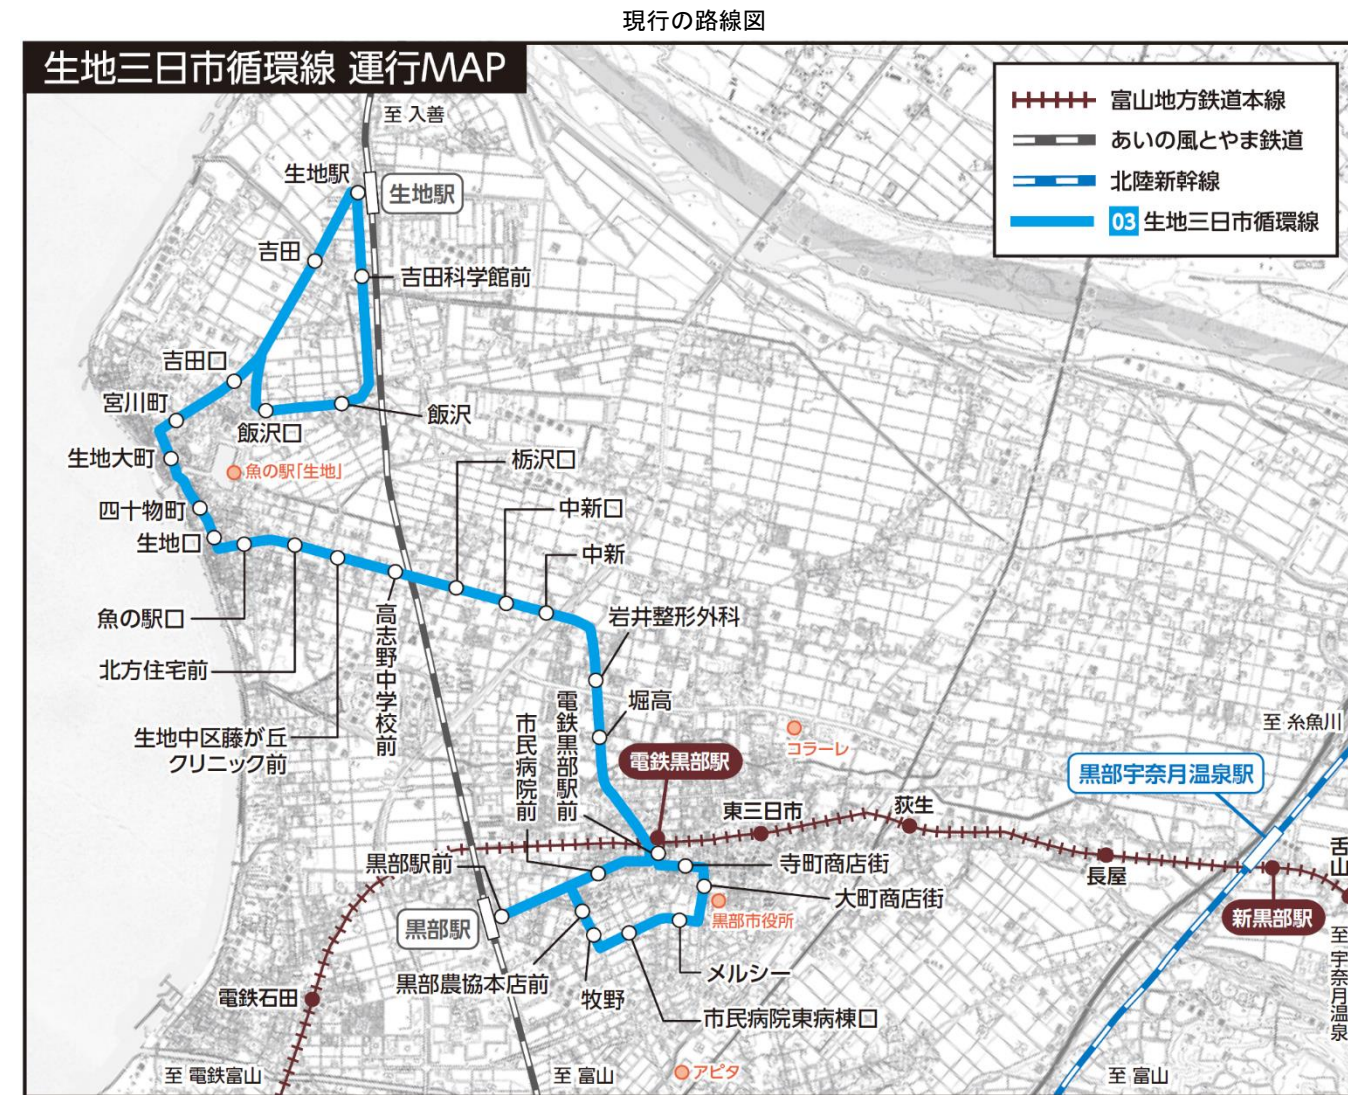 現行の路線図
生地三日市循環線 運行MAP
富山地方鉄道本線
あいの風とやま鉄道
北陸新幹線
03 生地三日市循環線
至 入善
生地駅
生地駅
吉田
吉田科学館前
吉田口
宮川町
飯沢口
飯沢
生地大町
魚の駅「生地」
四十物町
生地口
栃沢口
中新口
中新
魚の駅口
北方住宅前
生地中区藤が丘
クリニック前
高志野中学校前
岩井整形外科
堀高
市民病院前
電鉄黒部駅前
電鉄黒部駅
コラーレ
至 糸魚川
黒部宇奈月温泉駅
東三日市
荻生
長屋
舌山
新黒部駅
至 宇奈月温泉
黒部駅前
黒部駅
寺町商店街
大町商店街
黒部市役所
メルシー
市民病院東病棟口
牧野
黒部農協本店前
電鉄石田
アピタ
至 電鉄富山
至 富山
至 富山